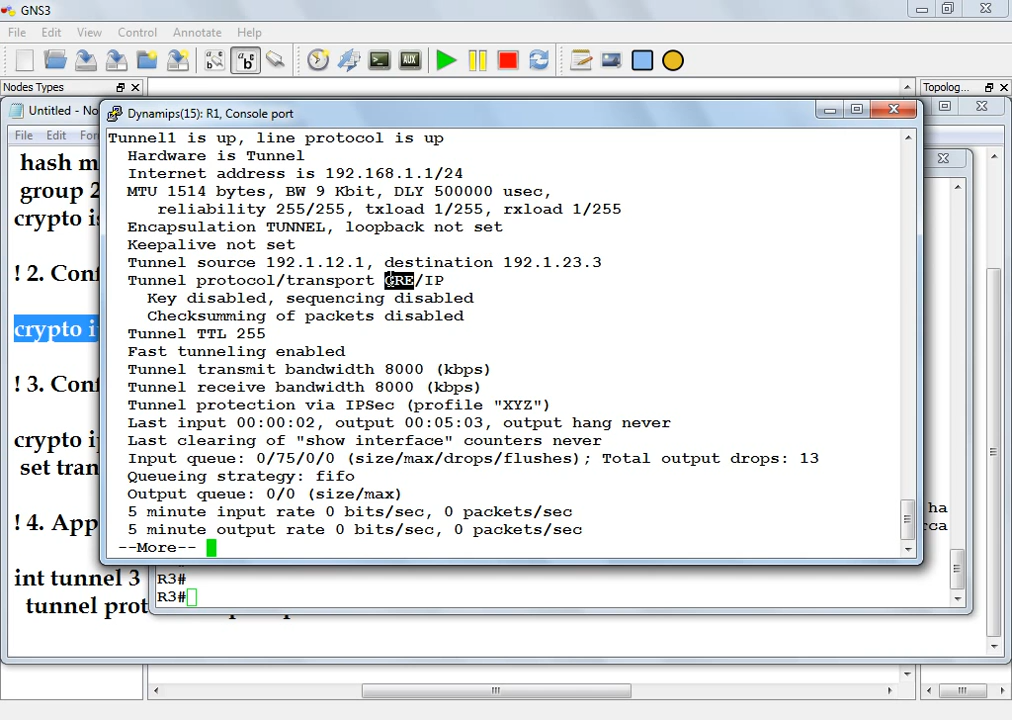 GNS3
File Edit View Control Annotate Help
AUX
Nodes Types
Topolog...
Untitled - No
File Edit For
hash m
group 2
crypto is
! 2. Conf
crypto i
! 3. Conf
crypto ip
set tran
! 4. App
int tunnel 3
tunnel prot
Dynamips(15): R1, Console port
Tunnel1 is up, line protocol is up
Hardware is Tunnel
Internet address is 192.168.1.1/24
MTU 1514 bytes, BW 9 Kbit, DLY 500000 usec,
reliability 255/255, txload 1/255, rxload 1/255
Encapsulation TUNNEL, loopback not set
Keepalive not set
Tunnel source 192.1.12.1, destination 192.1.23.3
Tunnel protocol/transport GRE/IP
Key disabled, sequencing disabled
Checksumming of packets disabled
Tunnel TTL 255
Fast tunneling enabled
Tunnel transmit bandwidth 8000 (kbps)
Tunnel receive bandwidth 8000 (kbps)
Tunnel protection via IPSec (profile "XYZ")
Last input 00:00:02, output 00:05:03, output hang never
Last clearing of "show interface" counters never
Input queue: 0/75/0/0 (size/max/drops/flushes); Total output drops: 13
Queueing strategy: fifo
Output queue: 0/0 (size/max)
5 minute input rate 0 bits/sec, 0 packets/sec
5 minute output rate 0 bits/sec, 0 packets/sec
--More--
ha
rca
R3#
R3#